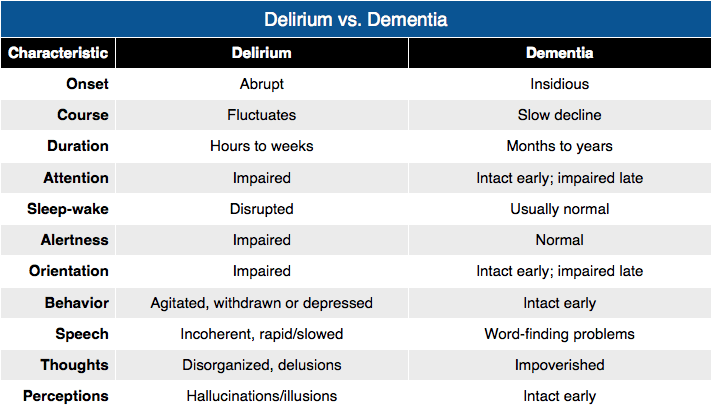 Delirium vs. Dementia
Characteristic Delirium Dementia
Onset Abrupt Insidious
Course Fluctuates Slow decline
Duration Hours to weeks Months to years
Attention Impaired Intact early; impaired late
Sleep-wake Disrupted Usually normal
Alertness Impaired Normal
Orientation Impaired Intact early; impaired late
Behavior Agitated, withdrawn or depressed Intact early
Speech Incoherent, rapid/slowed Word-finding problems
Thoughts Disorganized, delusions Impoverished
Perceptions Hallucinations/illusions Intact early